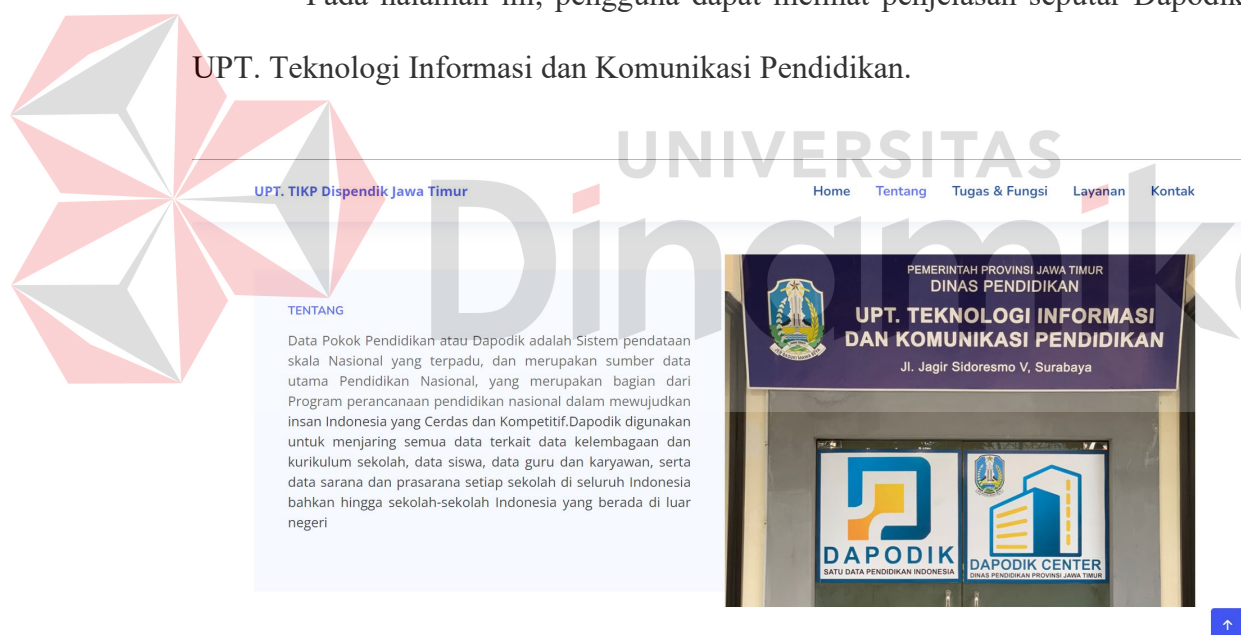 Pada halaman ini, pengguna dapat melihat penjelasan seputar Dapodik
UPT. Teknologi Informasi dan Komunikasi Pendidikan.
UNIVERSITAS
Dinamika
UPT. TIKP Dispendik Jawa Timur
Home Tentang Tugas & Fungsi Layanan Kontak
TENTANG
Data Pokok Pendidikan atau Dapodik adalah Sistem pendataan
skala Nasional yang terpadu, dan merupakan sumber data
utama Pendidikan Nasional, yang merupakan bagian dari
Program perancanaan pendidikan nasional dalam mewujudkan
insan Indonesia yang Cerdas dan Kompetitif.Dapodik digunakan
untuk menjaring semua data terkait data kelembagaan dan
kurikulum sekolah, data siswa, data guru dan karyawan, serta
data sarana dan prasarana setiap sekolah di seluruh Indonesia
bahkan hingga sekolah-sekolah Indonesia yang berada di luar
negeri
PEMERINTAH PROVINSI JAWA TIMUR
DINAS PENDIDIKAN
UPT. TEKNOLOGI INFORMASI
DAN KOMUNIKASI PENDIDIKAN
Jl. Jagir Sidoresmo V, Surabaya
DAPODIK
SATU DATA PENDIDIKAN INDONESIA
DAPODIK CENTER
DINAS PENDIDIKAN PROVINSI JAWA TIMUR